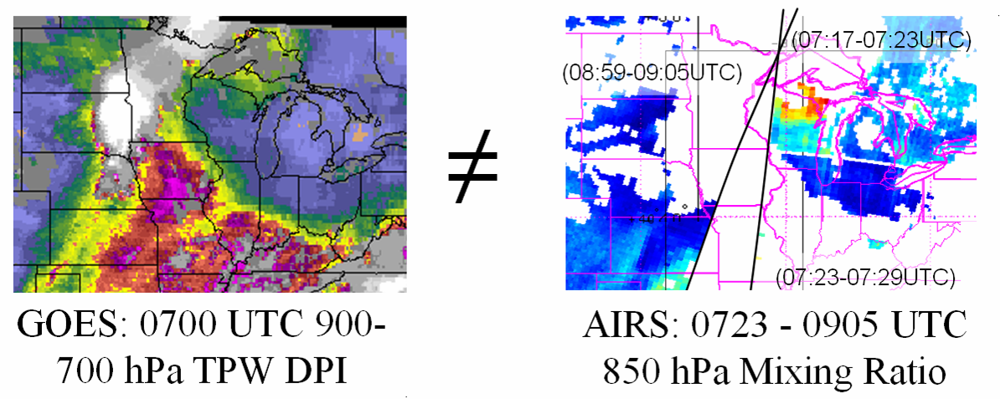 (07:17-07:23UTC)
(08:59-09:05UTC)
≠
(07:23-07:29UTC)
GOES: 0700 UTC 900-
700 hPa TPW DPI
AIRS: 0723 - 0905 UTC
850 hPa Mixing Ratio